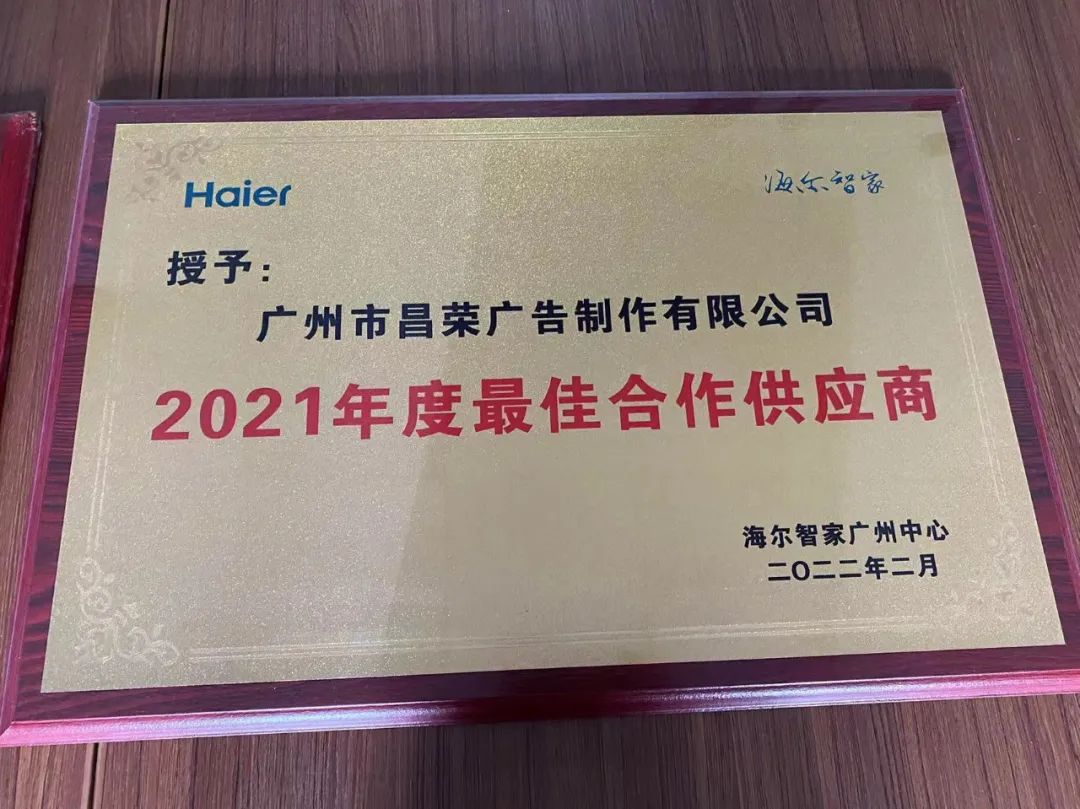 Haier
海尔智家
授予：
广州市昌荣广告制作有限公司
2021年度最佳合作供应商
海尔智家广州中心
二〇二二年二月